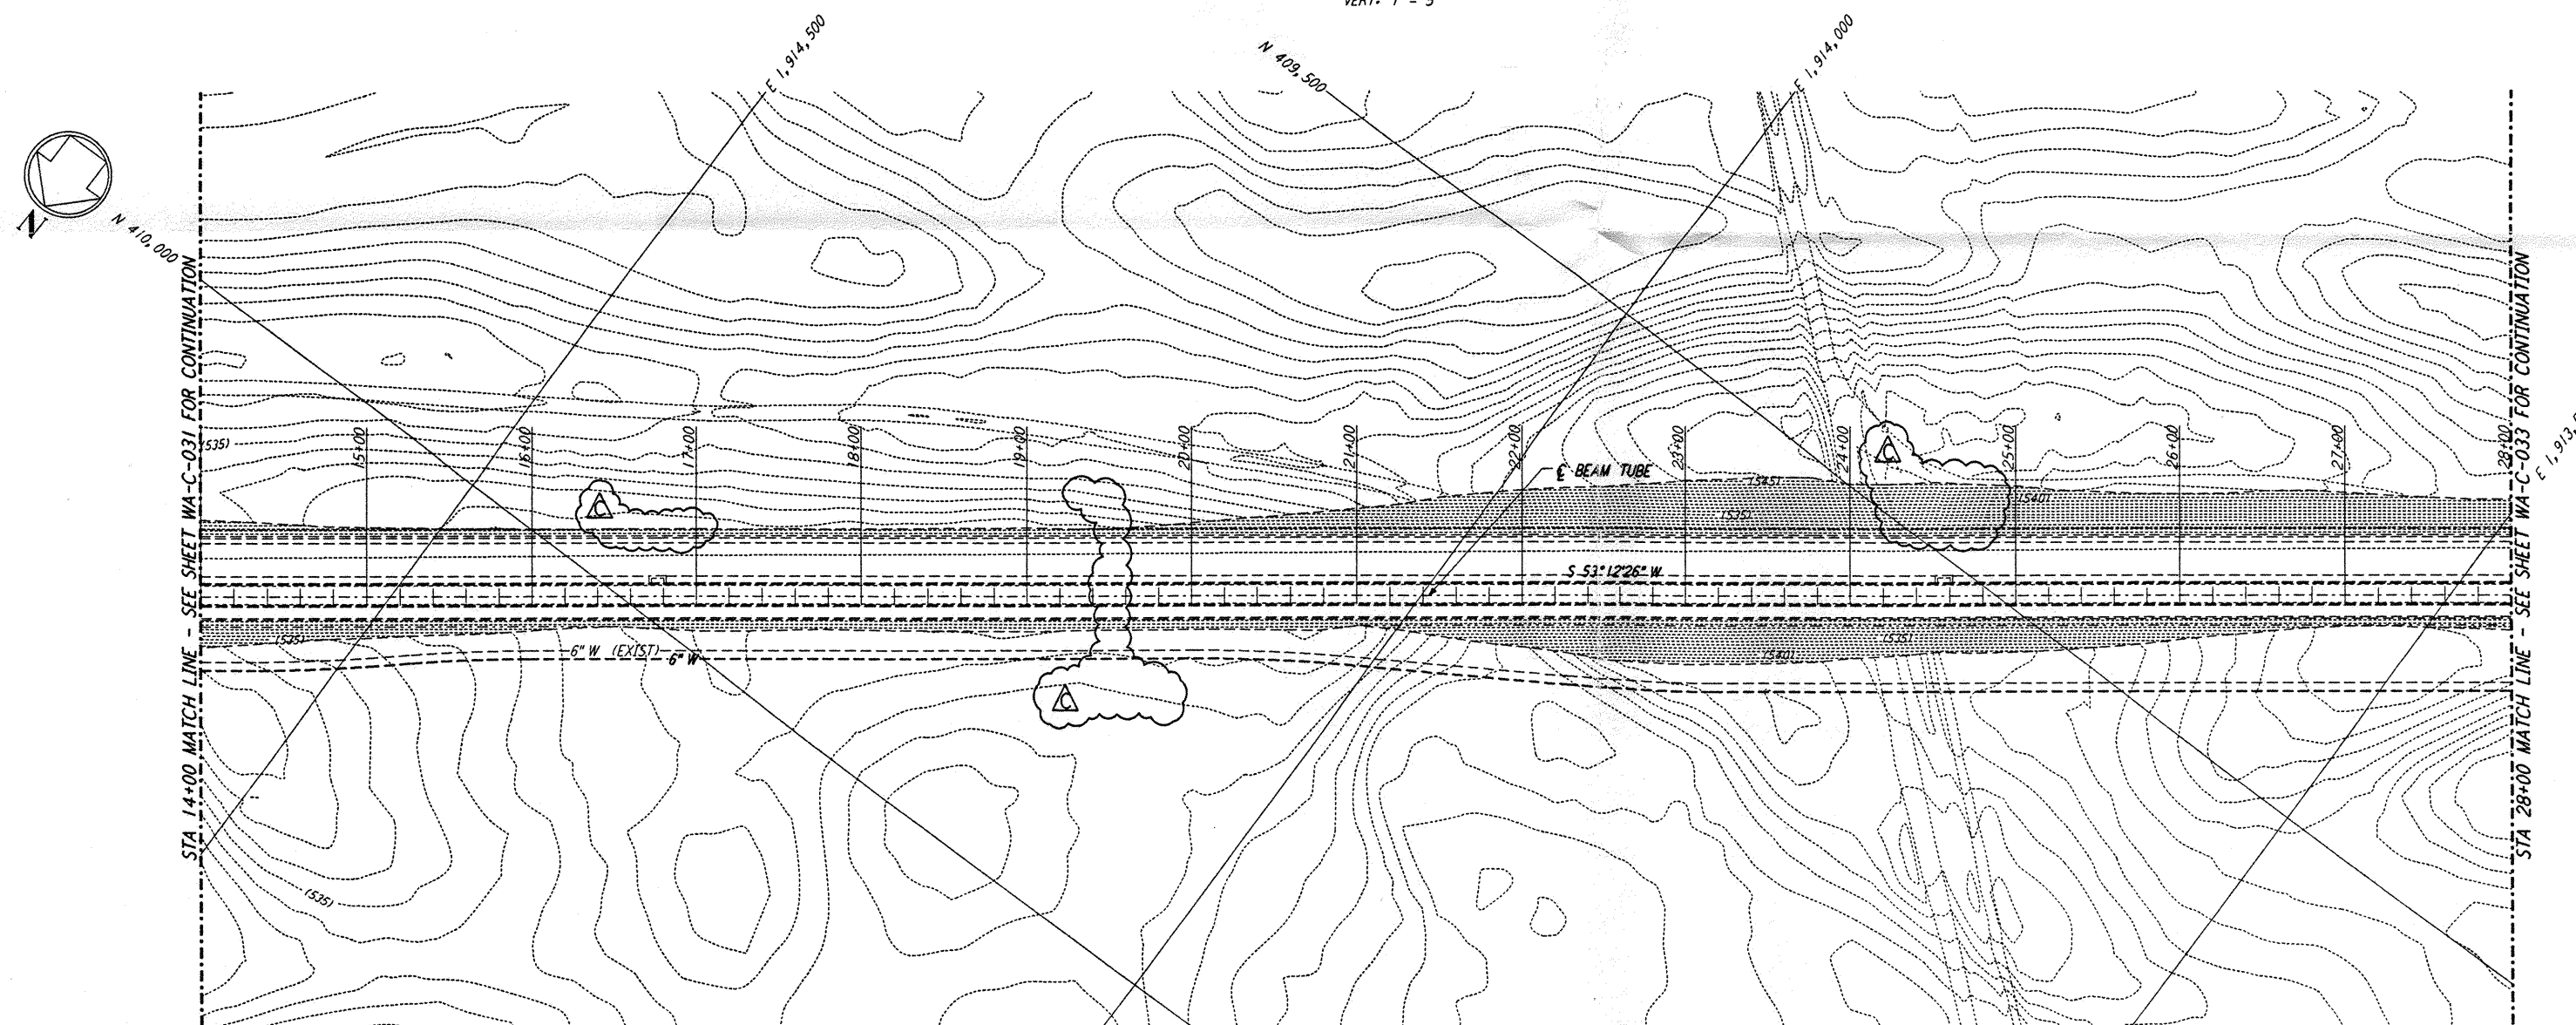 VERT: 1" = 5'
E 1,914,500
N 409,500
E 1,914,000
N
N 410,000
STA 14+00 MATCH LINE - SEE SHEET WA-C-031 FOR CONTINUATION
(535)
15+00
16+00
17+00
18+00
19+00
20+00
21+00
22+00
23+00
24+00
25+00
26+00
27+00
28+00
C
C
C
℄ BEAM TUBE
(545)
(535)
(540)
S 53°12'26" W
(535)
6" W (EXIST)
6" W
(535)
(540)
(535)
STA 28+00 MATCH LINE - SEE SHEET WA-C-033 FOR CONTINUATION